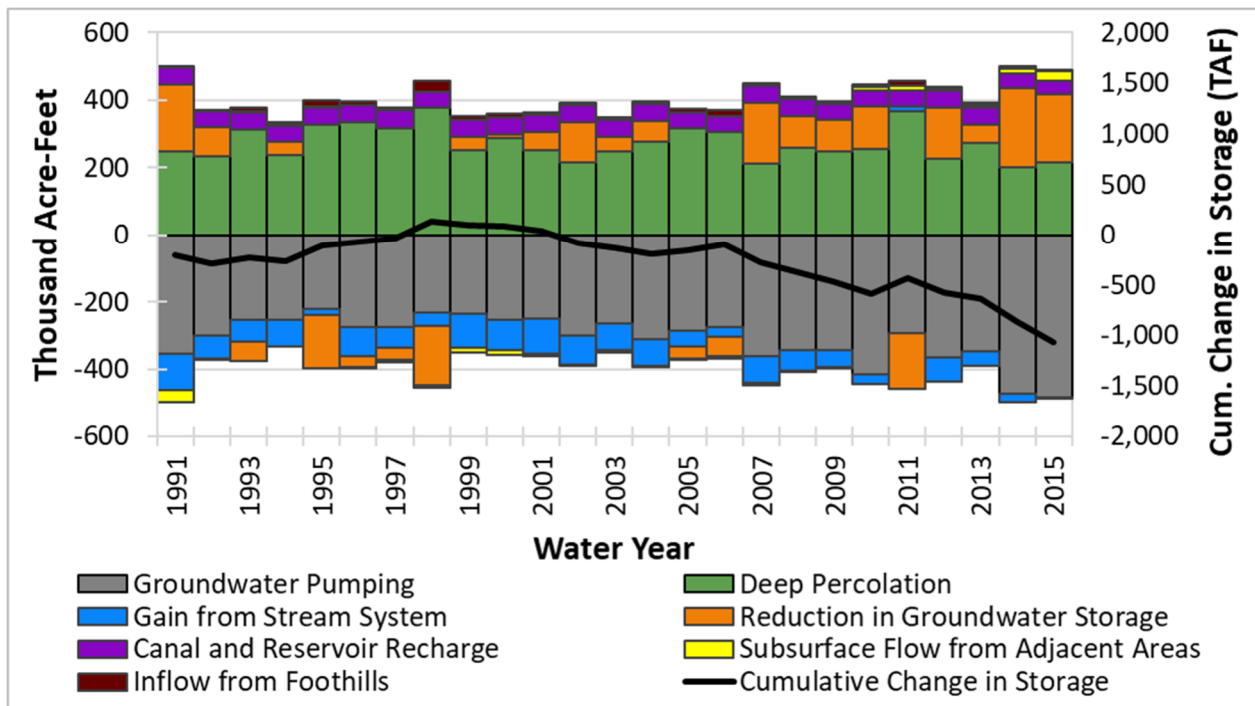 600
400
200
0
-200
-400
-600
Thousand Acre-Feet
2,000
1,500
1,000
500
0
-500
-1,000
-1,500
-2,000
Cum. Change in Storage (TAF)
1991
1993
1995
1997
1999
2001
2003
2005
2007
2009
2011
2013
2015
Water Year
Groundwater Pumping
Deep Percolation
Gain from Stream System
Reduction in Groundwater Storage
Canal and Reservoir Recharge
Subsurface Flow from Adjacent Areas
Inflow from Foothills
Cumulative Change in Storage